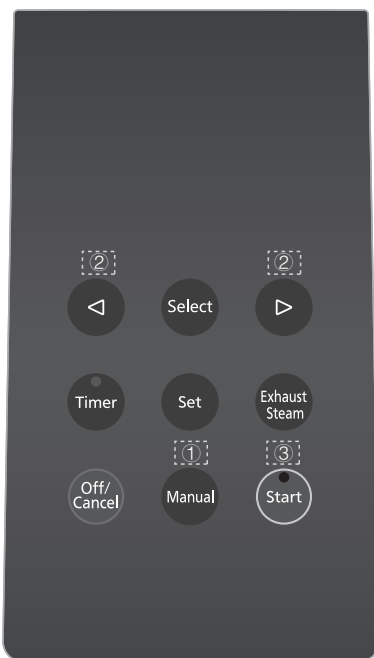 ② ②
◁ Select ▷
Timer Set Exhaust
Steam
① ③
Off/
Cancel Manual Start